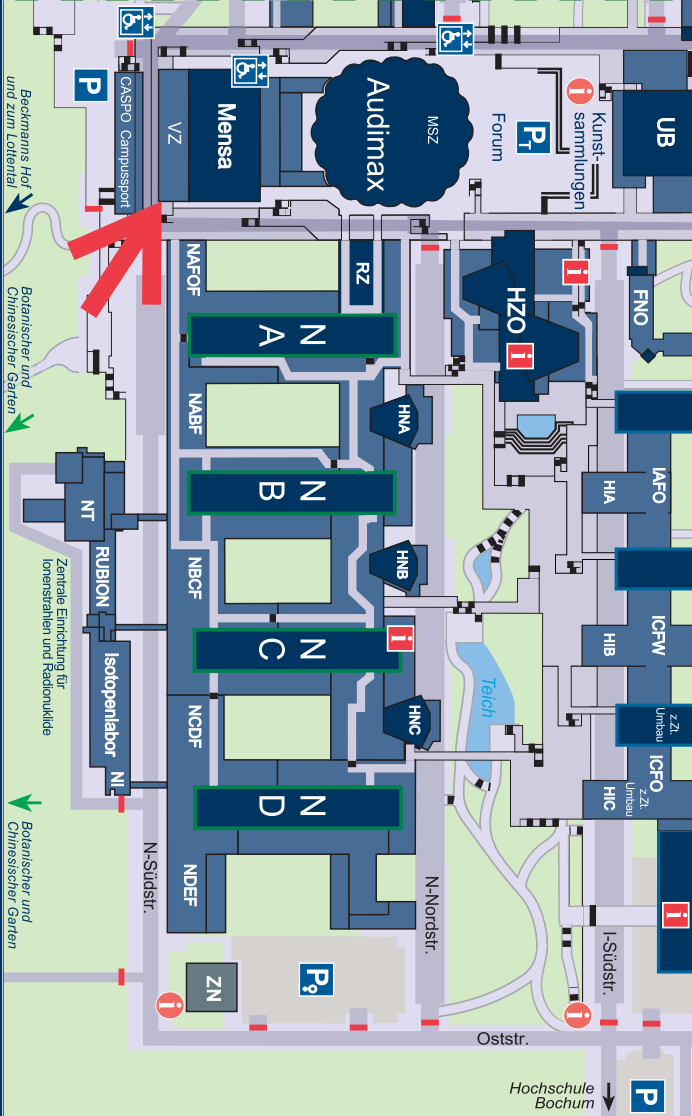 P
CASPO Campussport
VZ
Mensa
Audimax
MSZ
Forum
PT
i
Kunst-
sammlungen
UB
Beckmanns Hof
und zum Lottental
NAFOF
RZ
HZO
i
i
FNO
N
A
Botanischer und
Chinesischer Garten
NABF
HNA
N
B
HIA
IAFO
NT
RUBION
Zentrale Einrichtung für
Ionenstrahlen und Radionuklide
NBCF
HNB
N
C
i
HIB
ICFW
Isotopenlabor
NI
NCDF
HNC
Teich
z.Zt.
Umbau
ICFO
N
D
HIC
z.Zt.
Umbau
Botanischer und
Chinesischer Garten
N-Südstr.
NDEF
N-Nordstr.
I-Südstr.
i
ZN
P
i
i
Oststr.
Hochschule
Bochum
P